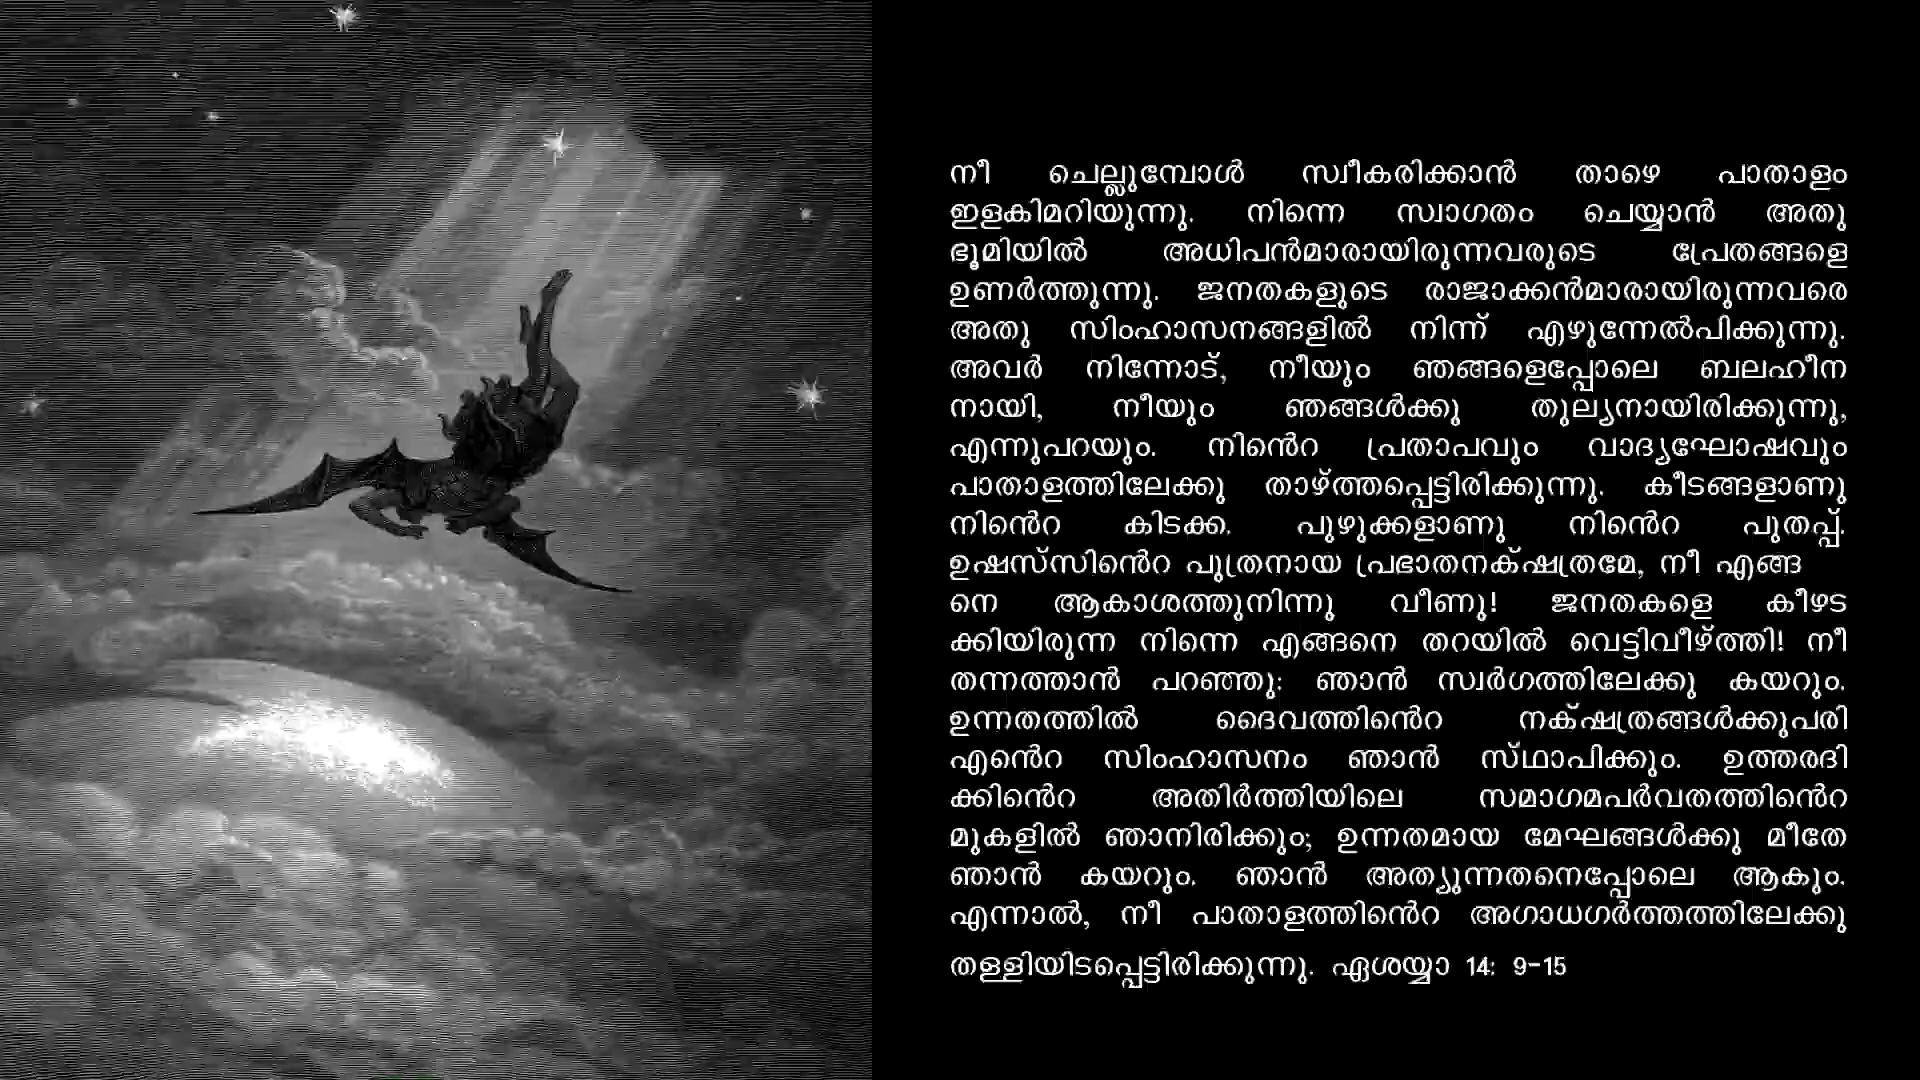 നീ ചെല്ലുമ്പോൾ സ്വീകരിക്കാൻ താഴെ പാതാളം
ഇളകിമറിയുന്നു. നിന്നെ സ്വാഗതം ചെയ്യാൻ അതു
ഭൂമിയിൽ അധിപൻമാരായിരുന്നവരുടെ പ്രേതങ്ങളെ
ഉണർത്തുന്നു. ജനതകളുടെ രാജാക്കൻമാരായിരുന്നവരെ
അതു സിംഹാസനങ്ങളിൽ നിന്ന് എഴുന്നേൽപിക്കുന്നു.
അവർ നിന്നോട്, നീയും ഞങ്ങളെപ്പോലെ ബലഹീന
നായി, നീയും ഞങ്ങൾക്കു തുല്യനായിരിക്കുന്നു,
എന്നുപറയും. നിൻെറ പ്രതാപവും വാദ്യഘോഷവും
പാതാളത്തിലേക്കു താഴ്ത്തപ്പെട്ടിരിക്കുന്നു. കീടങ്ങളാണു
നിൻെറ കിടക്ക. പുഴുക്കളാണു നിൻെറ പുതപ്പ്.
ഉഷസ്സിൻെറ പുത്രനായ പ്രഭാതനക്ഷത്രമേ, നീ എങ്ങ
നെ ആകാശത്തുനിന്നു വീണു! ജനതകളെ കീഴട
ക്കിയിരുന്ന നിന്നെ എങ്ങനെ തറയിൽ വെട്ടിവീഴ്ത്തി! നീ
തന്നത്താൻ പറഞ്ഞു: ഞാൻ സ്വർഗത്തിലേക്കു കയറും.
ഉന്നതത്തിൽ ദൈവത്തിൻെറ നക്ഷത്രങ്ങൾക്കുപരി
എൻെറ സിംഹാസനം ഞാൻ സ്ഥാപിക്കും. ഉത്തരദി
ക്കിൻെറ അതിർത്തിയിലെ സമാഗമപർവതത്തിൻെറ
മുകളിൽ ഞാനിരിക്കും; ഉന്നതമായ മേഘങ്ങൾക്കു മീതേ
ഞാൻ കയറും. ഞാൻ അത്യുന്നതനെപ്പോലെ ആകും.
എന്നാൽ, നീ പാതാളത്തിൻെറ അഗാധഗർത്തത്തിലേക്കു
തള്ളിയിടപ്പെട്ടിരിക്കുന്നു. ഏശയ്യാ 14: 9-15